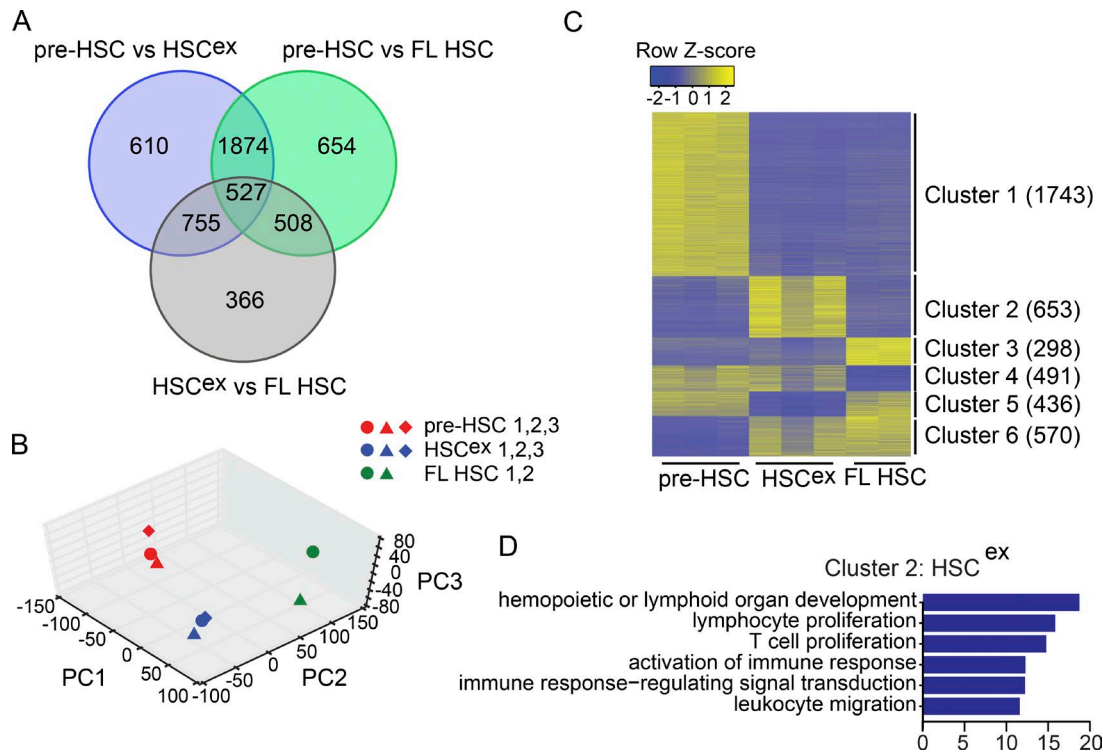 A
pre-HSC vs HSCex
pre-HSC vs FL HSC
610
1874
654
527
755
508
366
HSCex vs FL HSC
B
pre-HSC 1,2,3
HSCex 1,2,3
FL HSC 1,2
80
40
0
-40
-80
PC3
-150
-100
-50
0
50
100
PC1
-100
-50
0
50
100
150
PC2
C
Row Z-score
-2 -1 0 1 2
Cluster 1 (1743)
Cluster 2 (653)
Cluster 3 (298)
Cluster 4 (491)
Cluster 5 (436)
Cluster 6 (570)
pre-HSC HSCex FL HSC
D
Cluster 2: HSC ex
hemopoietic or lymphoid organ development
lymphocyte proliferation
T cell proliferation
activation of immune response
immune response−regulating signal transduction
leukocyte migration
0 5 10 15 20